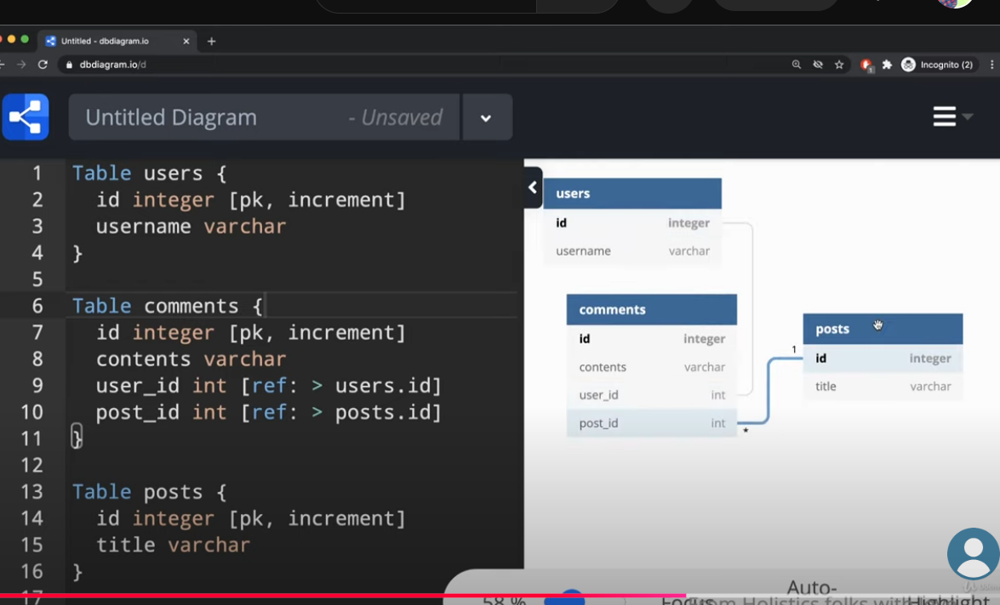 Untitled - dbdiagram.io
dbdiagram.io/d
Incognito (2)
Untitled Diagram
- Unsaved
1 Table users {
2 id integer [pk, increment]
3 username varchar
4 }
5
6 Table comments {
7 id integer [pk, increment]
8 contents varchar
9 user_id int [ref: > users.id]
10 post_id int [ref: > posts.id]
11 }
12
13 Table posts {
14 id integer [pk, increment]
15 title varchar
16 }
17
users
id integer
username varchar
comments
id integer
contents varchar
user_id int
post_id int
*
1
posts
id integer
title varchar
58 %
Auto-
Focus
From Holistics folks with
Highlight